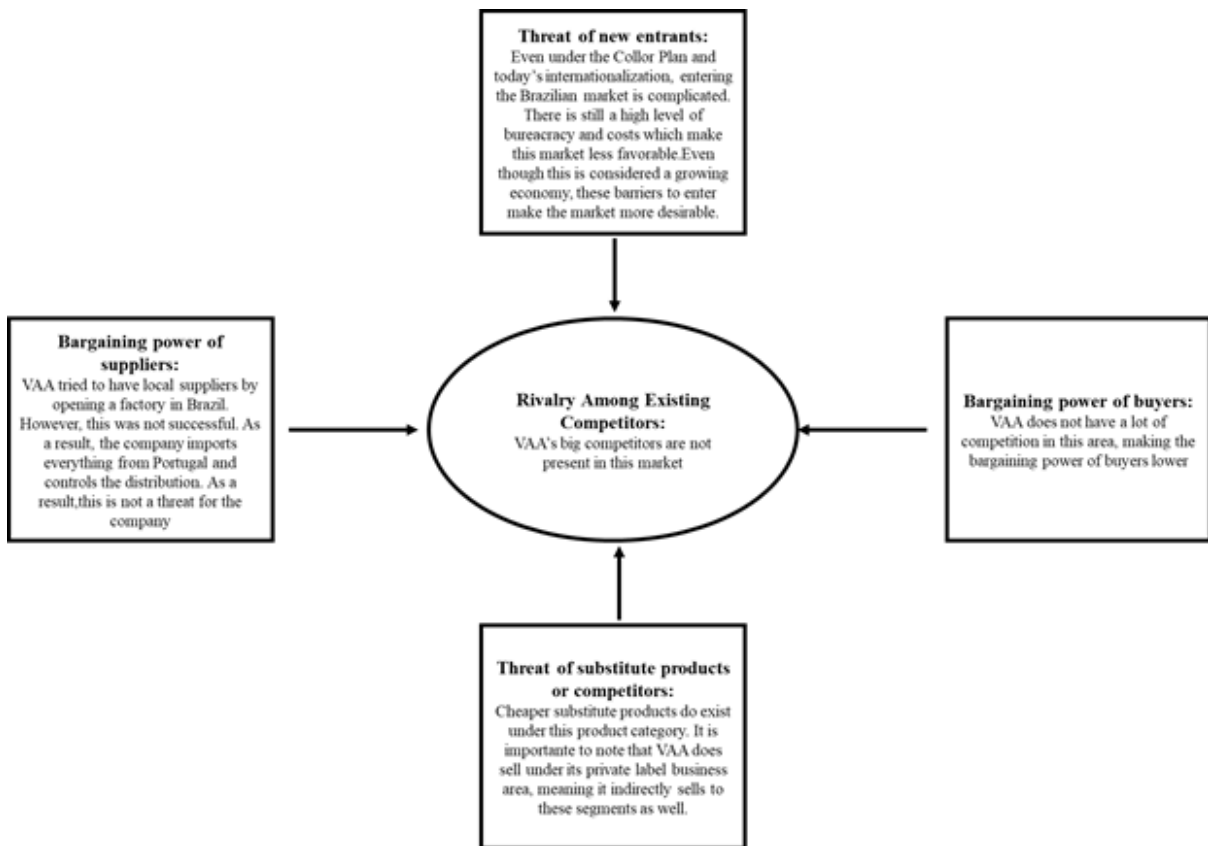 Threat of new entrants:
Even under the Collor Plan and
today's internationalization, entering
the Brazilian market is complicated.
There is still a high level of
bureacracy and costs which make
this market less favorable.Even
though this is considered a growing
economy, these barriers to enter
make the market more desirable.
Bargaining power of
suppliers:
VAA tried to have local suppliers by
opening a factory in Brazil.
However, this was not successful. As
a result, the company imports
everything from Portugal and
controls the distribution. As a
result,this is not a threat for the
company
Rivalry Among Existing
Competitors:
VAA's big competitors are not
present in this market
Bargaining power of buyers:
VAA does not have a lot of
competition in this area, making the
bargaining power of buyers lower
Threat of substitute products
or competitors:
Cheaper substitute products do exist
under this product category. It is
importante to note that VAA does
sell under its private label business
area, meaning it indirectly sells to
these segments as well.